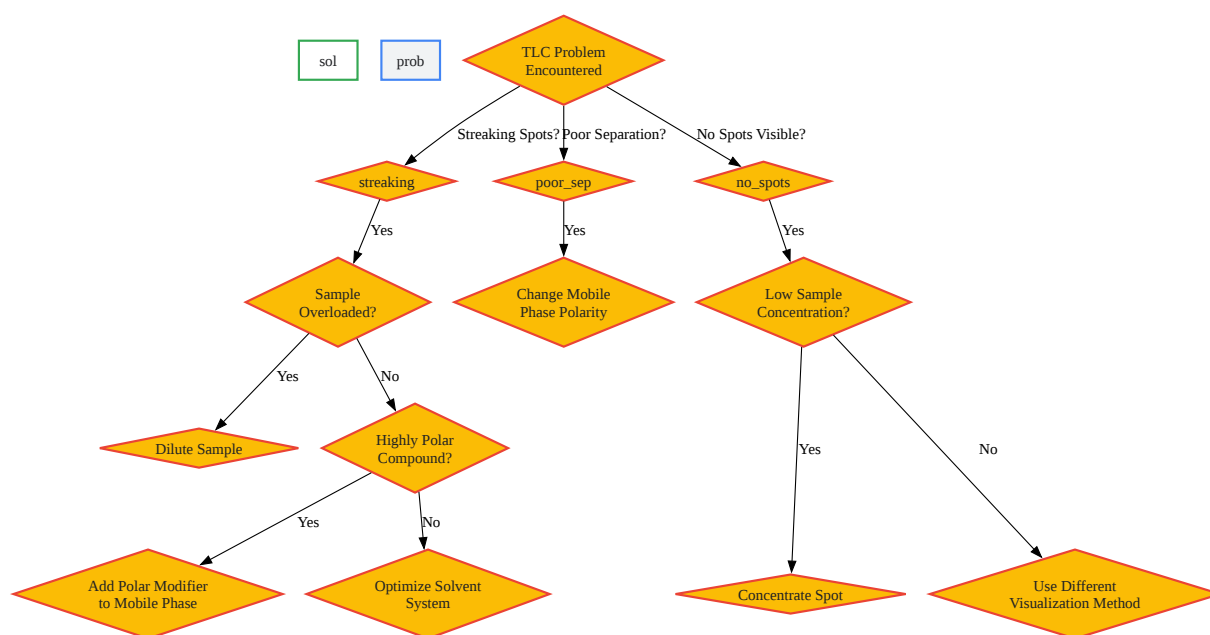 TLC Problem
Encountered
sol
prob
Streaking Spots?
Poor Separation?
No Spots Visible?
streaking
poor_sep
no_spots
Yes
Yes
Yes
Sample
Overloaded?
Change Mobile
Phase Polarity
Low Sample
Concentration?
Yes
No
Dilute Sample
Highly Polar
Compound?
Yes
No
Yes
No
Add Polar Modifier
to Mobile Phase
Optimize Solvent
System
Concentrate Spot
Use Different
Visualization Method